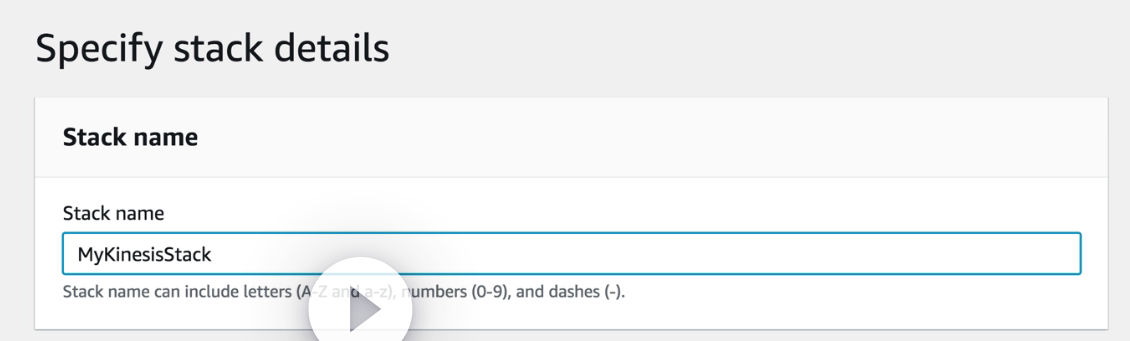 Specify stack details
Stack name
Stack name
MyKinesisStack
Stack name can include letters (A-Z and a-z), numbers (0-9), and dashes (-).